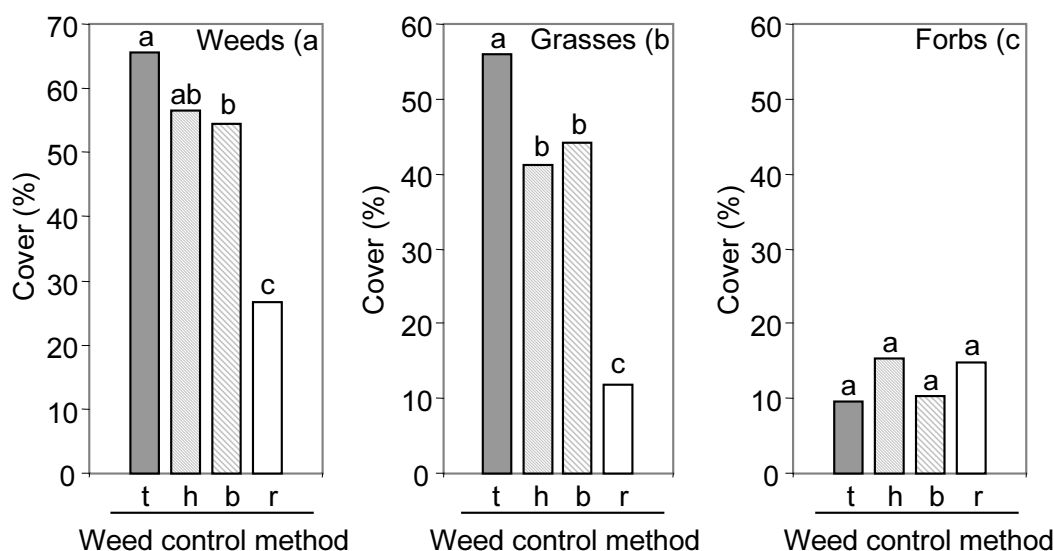 Weeds (a
Cover (%)
70
60
50
40
30
20
10
0
a
ab
b
c
t h b r
Weed control method
Grasses (b
Cover (%)
60
50
40
30
20
10
0
a
b
b
c
t h b r
Weed control method
Forbs (c
Cover (%)
60
50
40
30
20
10
0
a
a
a
a
t h b r
Weed control method